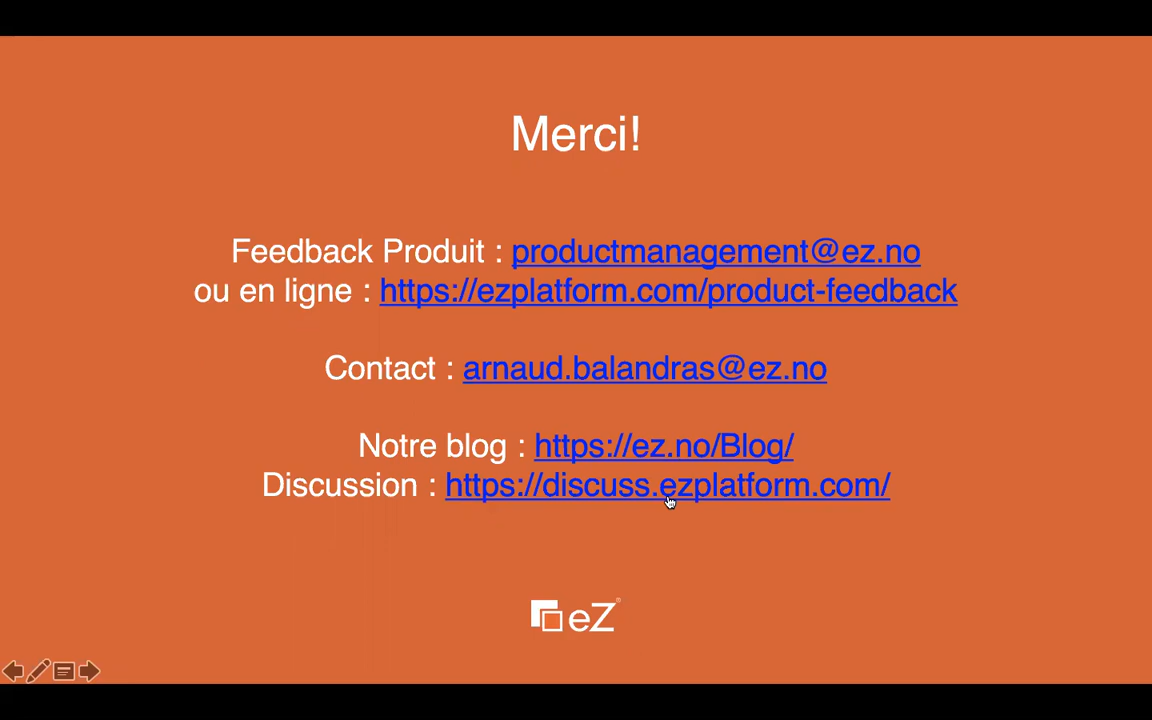 Merci!
Feedback Produit : productmanagement@ez.no
ou en ligne : https://ezplatform.com/product-feedback
Contact : arnaud.balandras@ez.no
Notre blog : https://ez.no/Blog/
Discussion : https://discuss.ezplatform.com/
eZ®